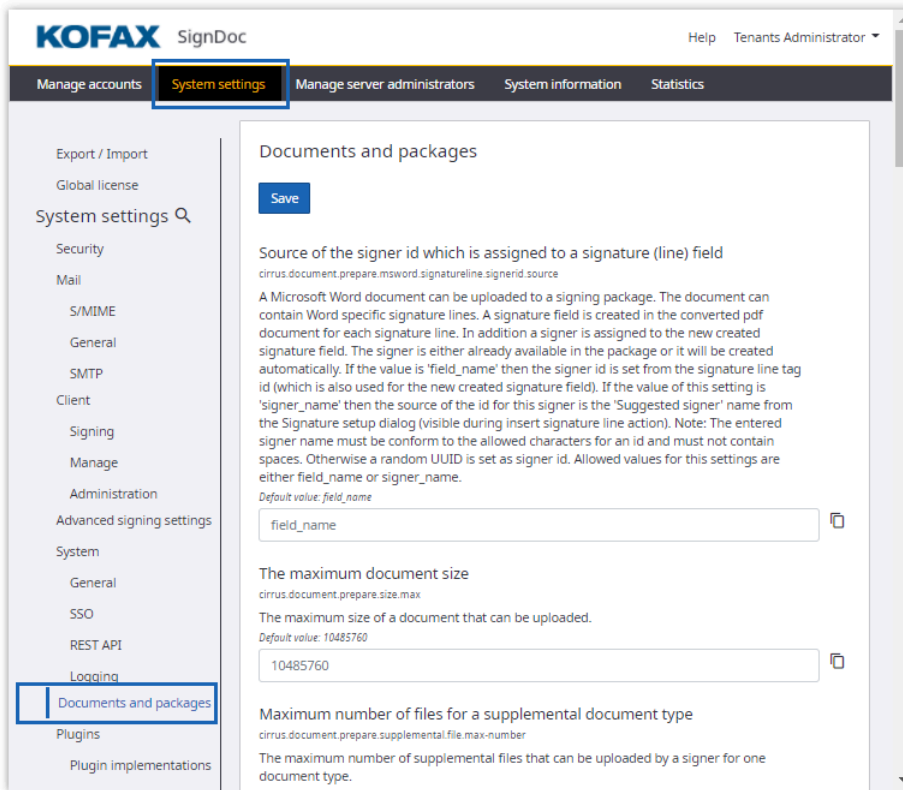 KOFAX SignDoc
Help Tenants Administrator
Manage accounts System settings Manage server administrators System information Statistics
Export / Import
Global license
System settings
Security
Mail
S/MIME
General
SMTP
Client
Signing
Manage
Administration
Advanced signing settings
System
General
SSO
REST API
Logging
Documents and packages
Plugins
Plugin implementations
Documents and packages
Save
Source of the signer id which is assigned to a signature (line) field
cirrus.document.prepare.msword.signatureline.signerid.source
A Microsoft Word document can be uploaded to a signing package. The document can
contain Word specific signature lines. A signature field is created in the converted pdf
document for each signature line. In addition a signer is assigned to the new created
signature field. The signer is either already available in the package or it will be created
automatically. If the value is 'field_name' then the signer id is set from the signature line tag
id (which is also used for the new created signature field). If the value of this setting is
'signer_name' then the source of the id for this signer is the 'Suggested signer' name from
the Signature setup dialog (visible during insert signature line action). Note: The entered
signer name must be conform to the allowed characters for an id and must not contain
spaces. Otherwise a random UUID is set as signer id. Allowed values for this settings are
either field_name or signer_name.
Default value: field_name
field_name
The maximum document size
cirrus.document.prepare.size.max
The maximum size of a document that can be uploaded.
Default value: 10485760
10485760
Maximum number of files for a supplemental document type
cirrus.document.prepare.supplemental.file.max-number
The maximum number of supplemental files that can be uploaded by a signer for one
document type.